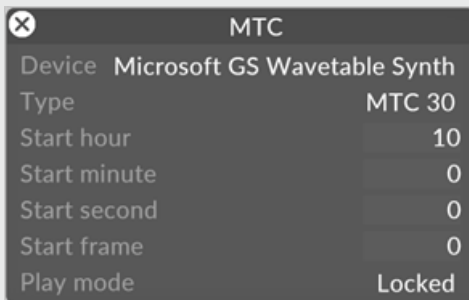 MTC
Device Microsoft GS Wavetable Synth
Type MTC 30
Start hour 10
Start minute 0
Start second 0
Start frame 0
Play mode Locked